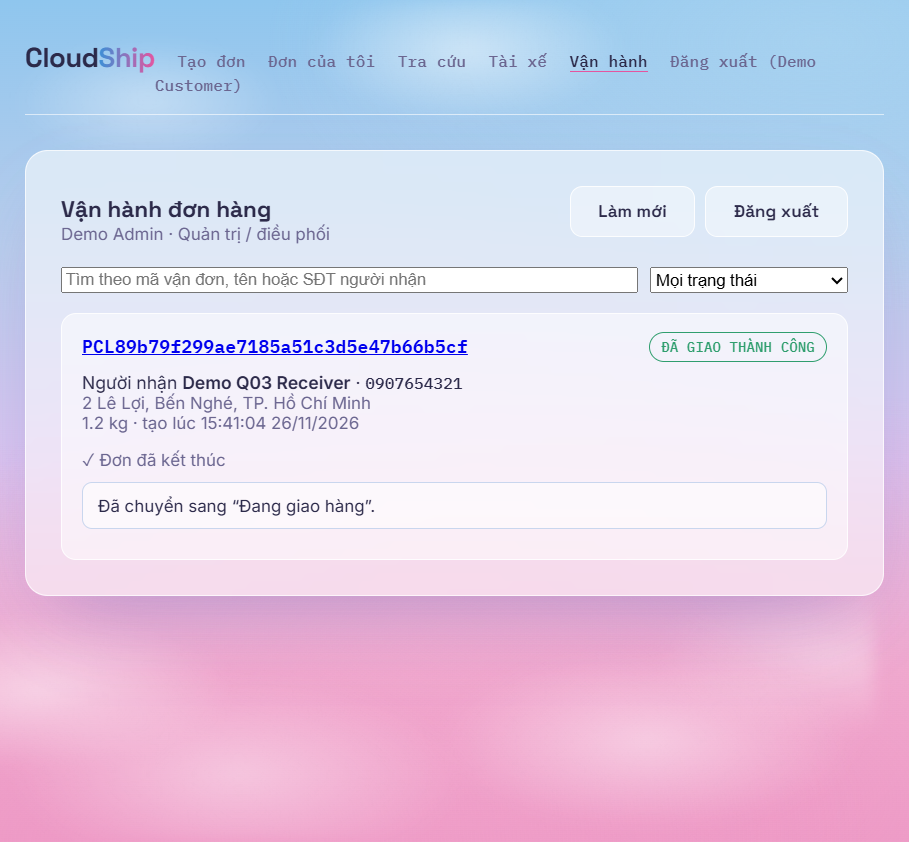 CloudShip Tạo đơn Đơn của tôi Tra cứu Tài xế Vận hành Đăng xuất (Demo
Customer)
Vận hành đơn hàng
Demo Admin · Quản trị / điều phối
Làm mới
Đăng xuất
Tìm theo mã vận đơn, tên hoặc SĐT người nhận
Mọi trạng thái
PCL89b79f299ae7185a51c3d5e47b66b5cf
ĐÃ GIAO THÀNH CÔNG
Người nhận Demo Q03 Receiver · 0907654321
2 Lê Lợi, Bến Nghé, TP. Hồ Chí Minh
1.2 kg · tạo lúc 15:41:04 26/11/2026
✓ Đơn đã kết thúc
Đã chuyển sang “Đang giao hàng”.